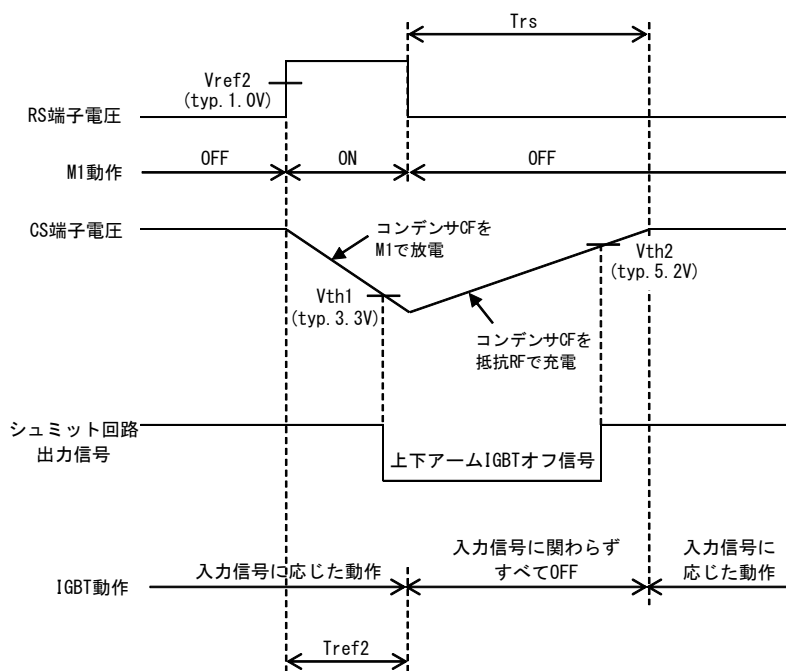 Trs
Vref2
(typ.1.0V)
RS端子電圧
OFF
ON
OFF
M1動作
CS端子電圧
コンデンサCFを
M1で放電
Vth1
(typ.3.3V)
Vth2
(typ.5.2V)
コンデンサCFを
抵抗RFで充電
シュミット回路
出力信号
上下アームIGBTオフ信号
入力信号に応じた動作
入力信号に関わらず
すべてOFF
入力信号に
応じた動作
IGBT動作
Tref2